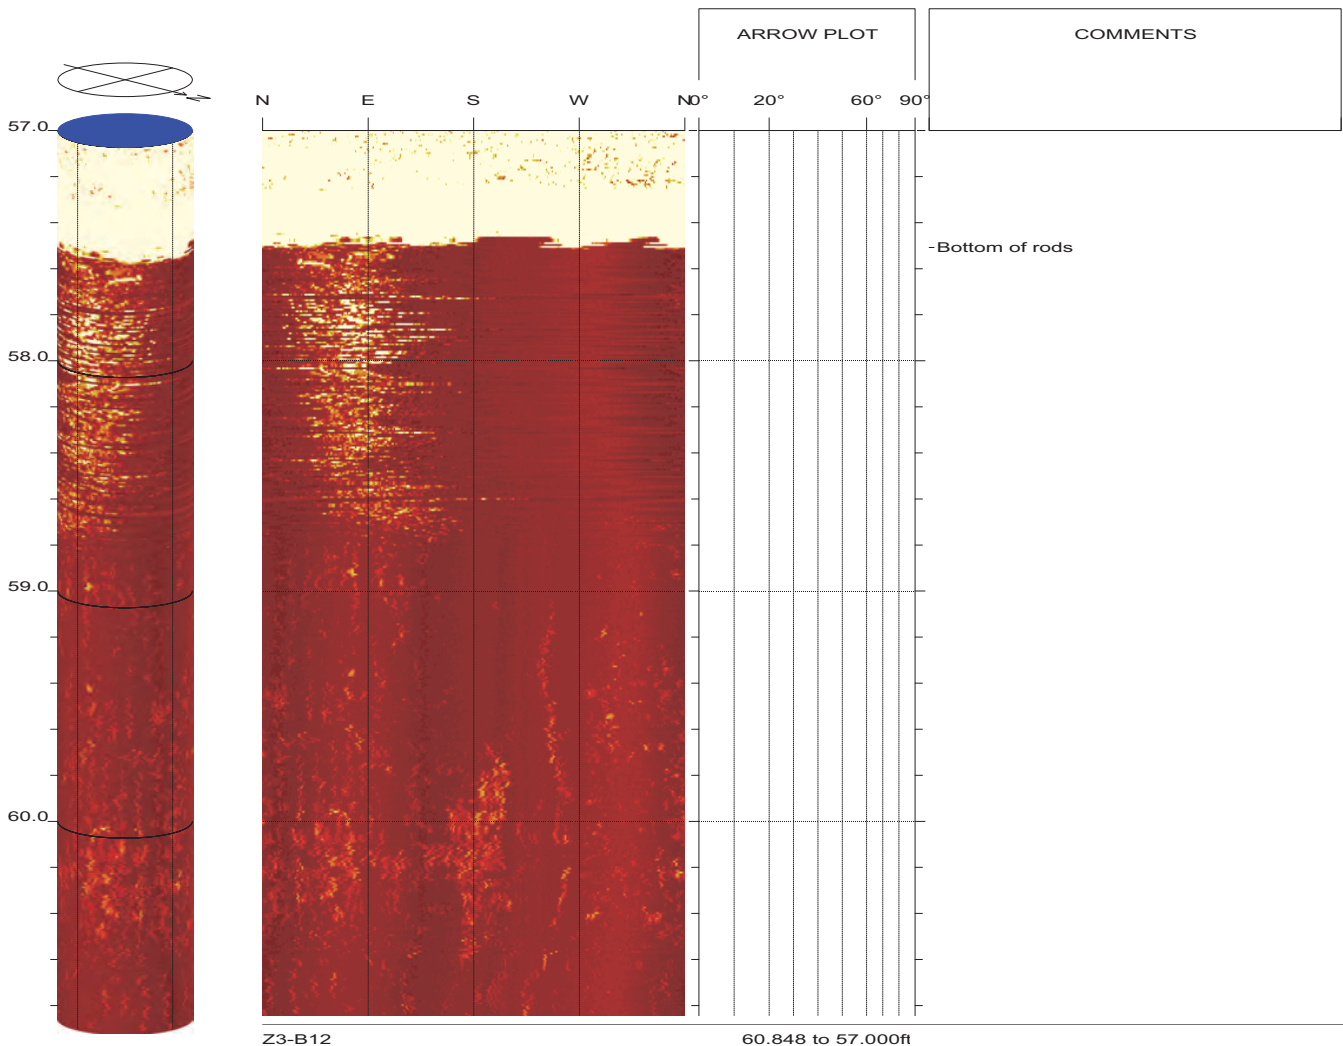 ARROW PLOT
COMMENTS
N E S W N 0° 20° 60° 90°
57.0
-Bottom of rods
58.0
59.0
60.0
Z3-B12 60.848 to 57.000ft